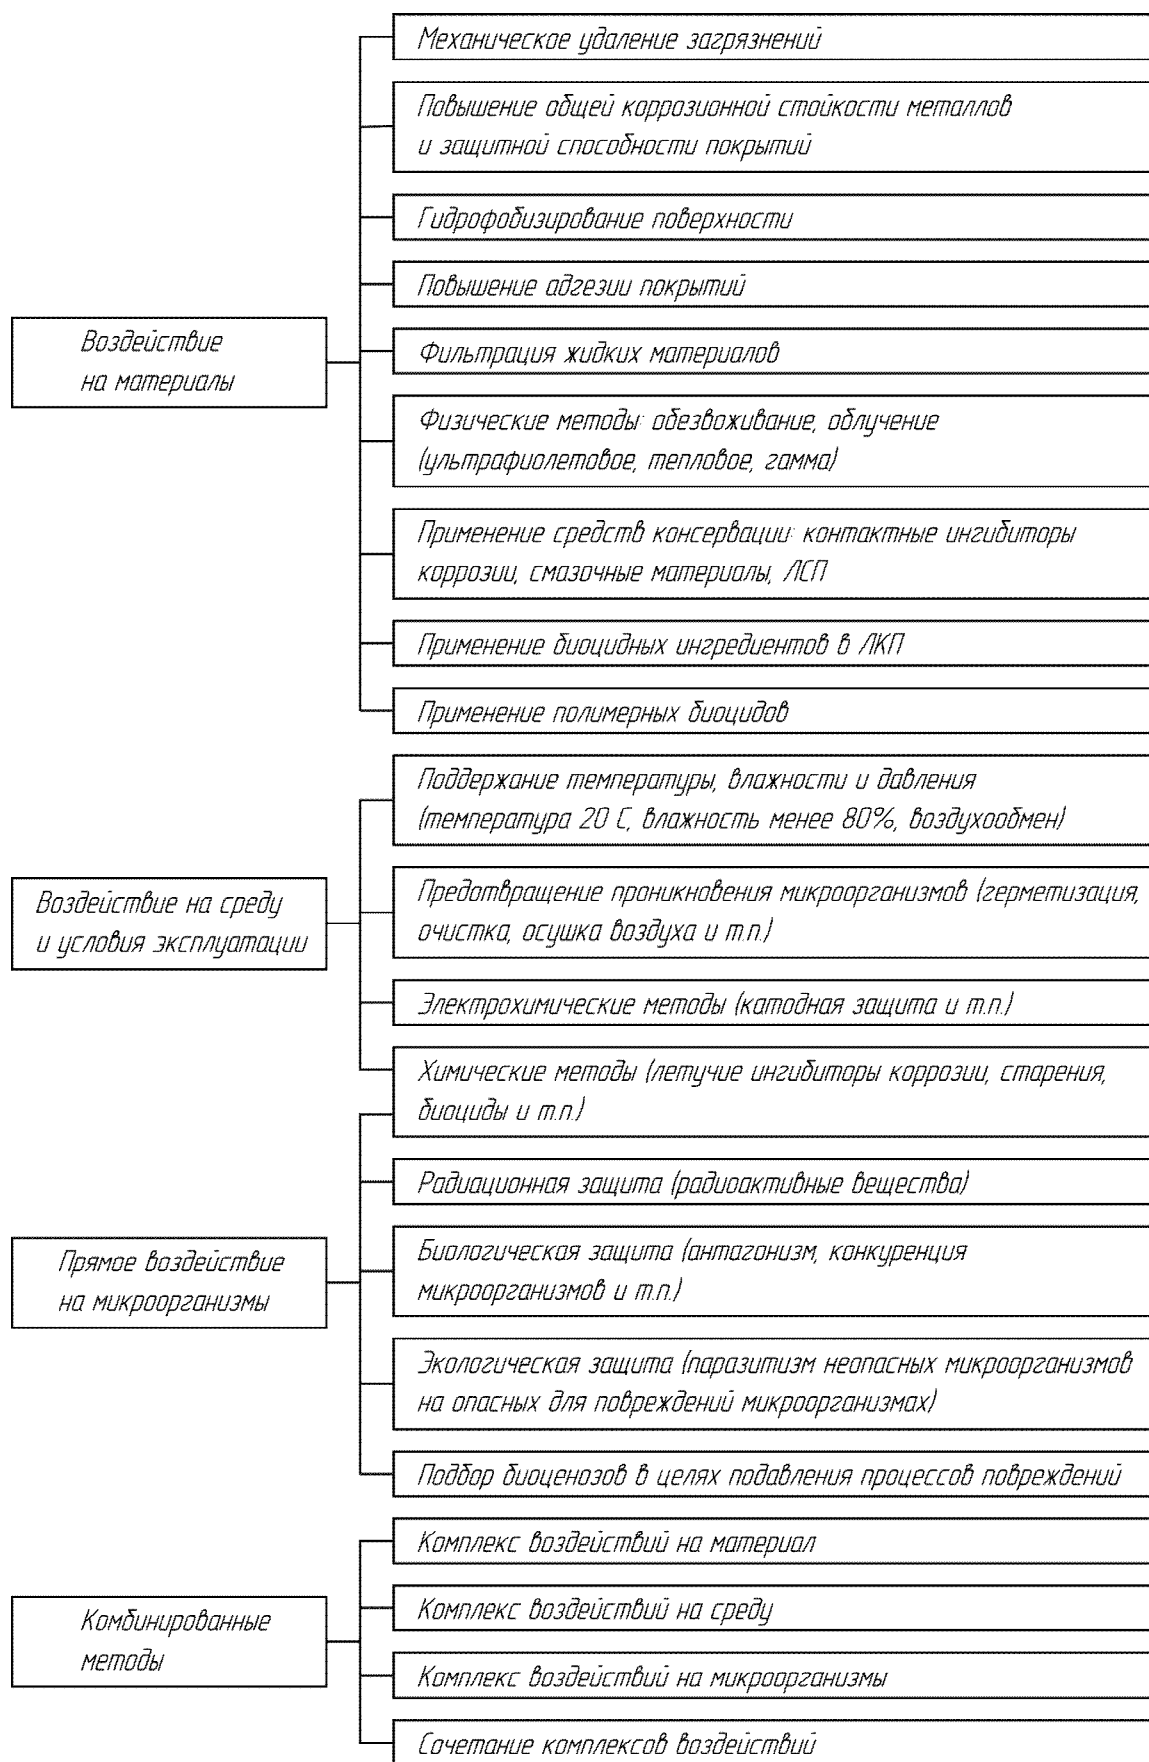 Механическое удаление загрязнений
Повышение общей коррозионной стойкости металлов
и защитной способности покрытий
Гидрофобизирование поверхности
Повышение адгезии покрытий
Воздействие
на материалы
Фильтрация жидких материалов
Физические методы: обезвоживание, облучение
(ультрафиолетовое, тепловое, гамма)
Применение средств консервации: контактные ингибиторы
коррозии, смазочные материалы, ЛСП
Применение биоцидных ингредиентов в ЛКП
Применение полимерных биоцидов
Поддержание температуры, влажности и давления
(температура 20 С, влажность менее 80%, воздухообмен)
Воздействие на среду
и условия эксплуатации
Предотвращение проникновения микроорганизмов (герметизация,
очистка, осушка воздуха и т.п.)
Электрохимические методы (катодная защита и т.п.)
Химические методы (летучие ингибиторы коррозии, старения,
биоциды и т.п.)
Радиационная защита (радиоактивные вещества)
Прямое воздействие
на микроорганизмы
Биологическая защита (антагонизм, конкуренция
микроорганизмов и т.п.)
Экологическая защита (паразитизм неопасных микроорганизмов
на опасных для повреждений микроорганизмах)
Подбор биоценозов в целях подавления процессов повреждений
Комплекс воздействий на материал
Комплекс воздействий на среду
Комбинированные
методы
Комплекс воздействий на микроорганизмы
Сочетание комплексов воздействий